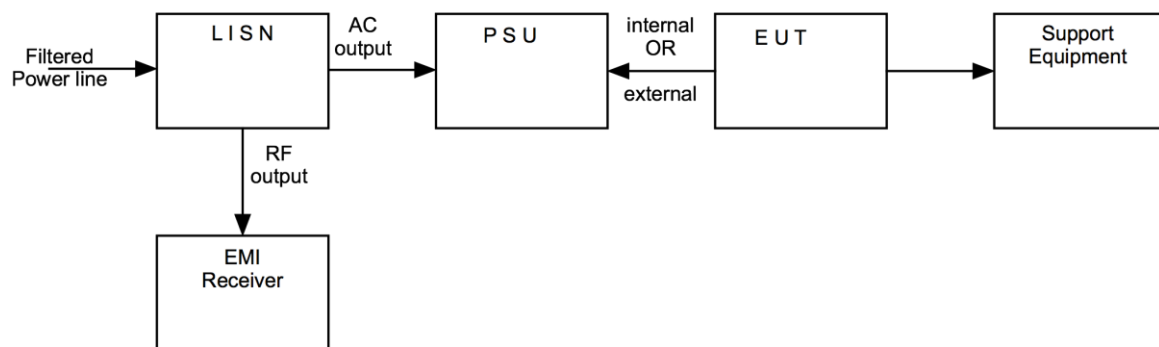 Filtered
Power line
L I S N
AC
output
P S U
internal
OR
external
E U T
Support
Equipment
RF
output
EMI
Receiver